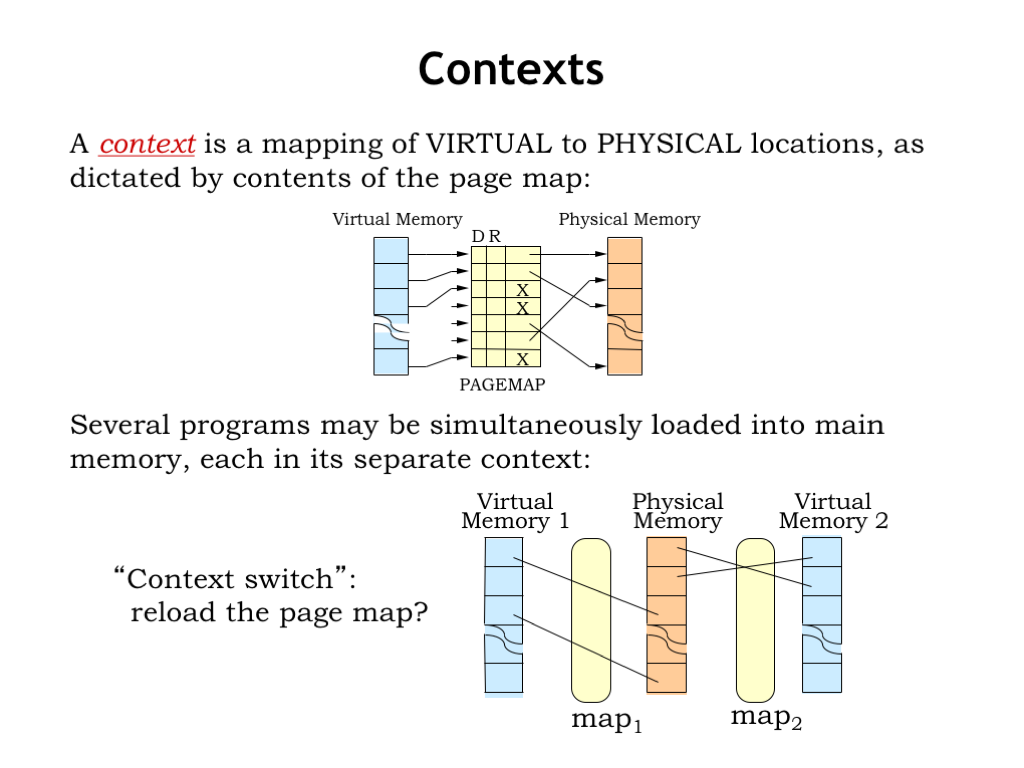 Contexts
A context is a mapping of VIRTUAL to PHYSICAL locations, as
dictated by contents of the page map:
Virtual Memory
Physical Memory
D R
X
X
X
PAGEMAP
Several programs may be simultaneously loaded into main
memory, each in its separate context:
Virtual
Memory 1
Physical
Memory
Virtual
Memory 2
“Context switch”:
reload the page map?
map₁
map₂